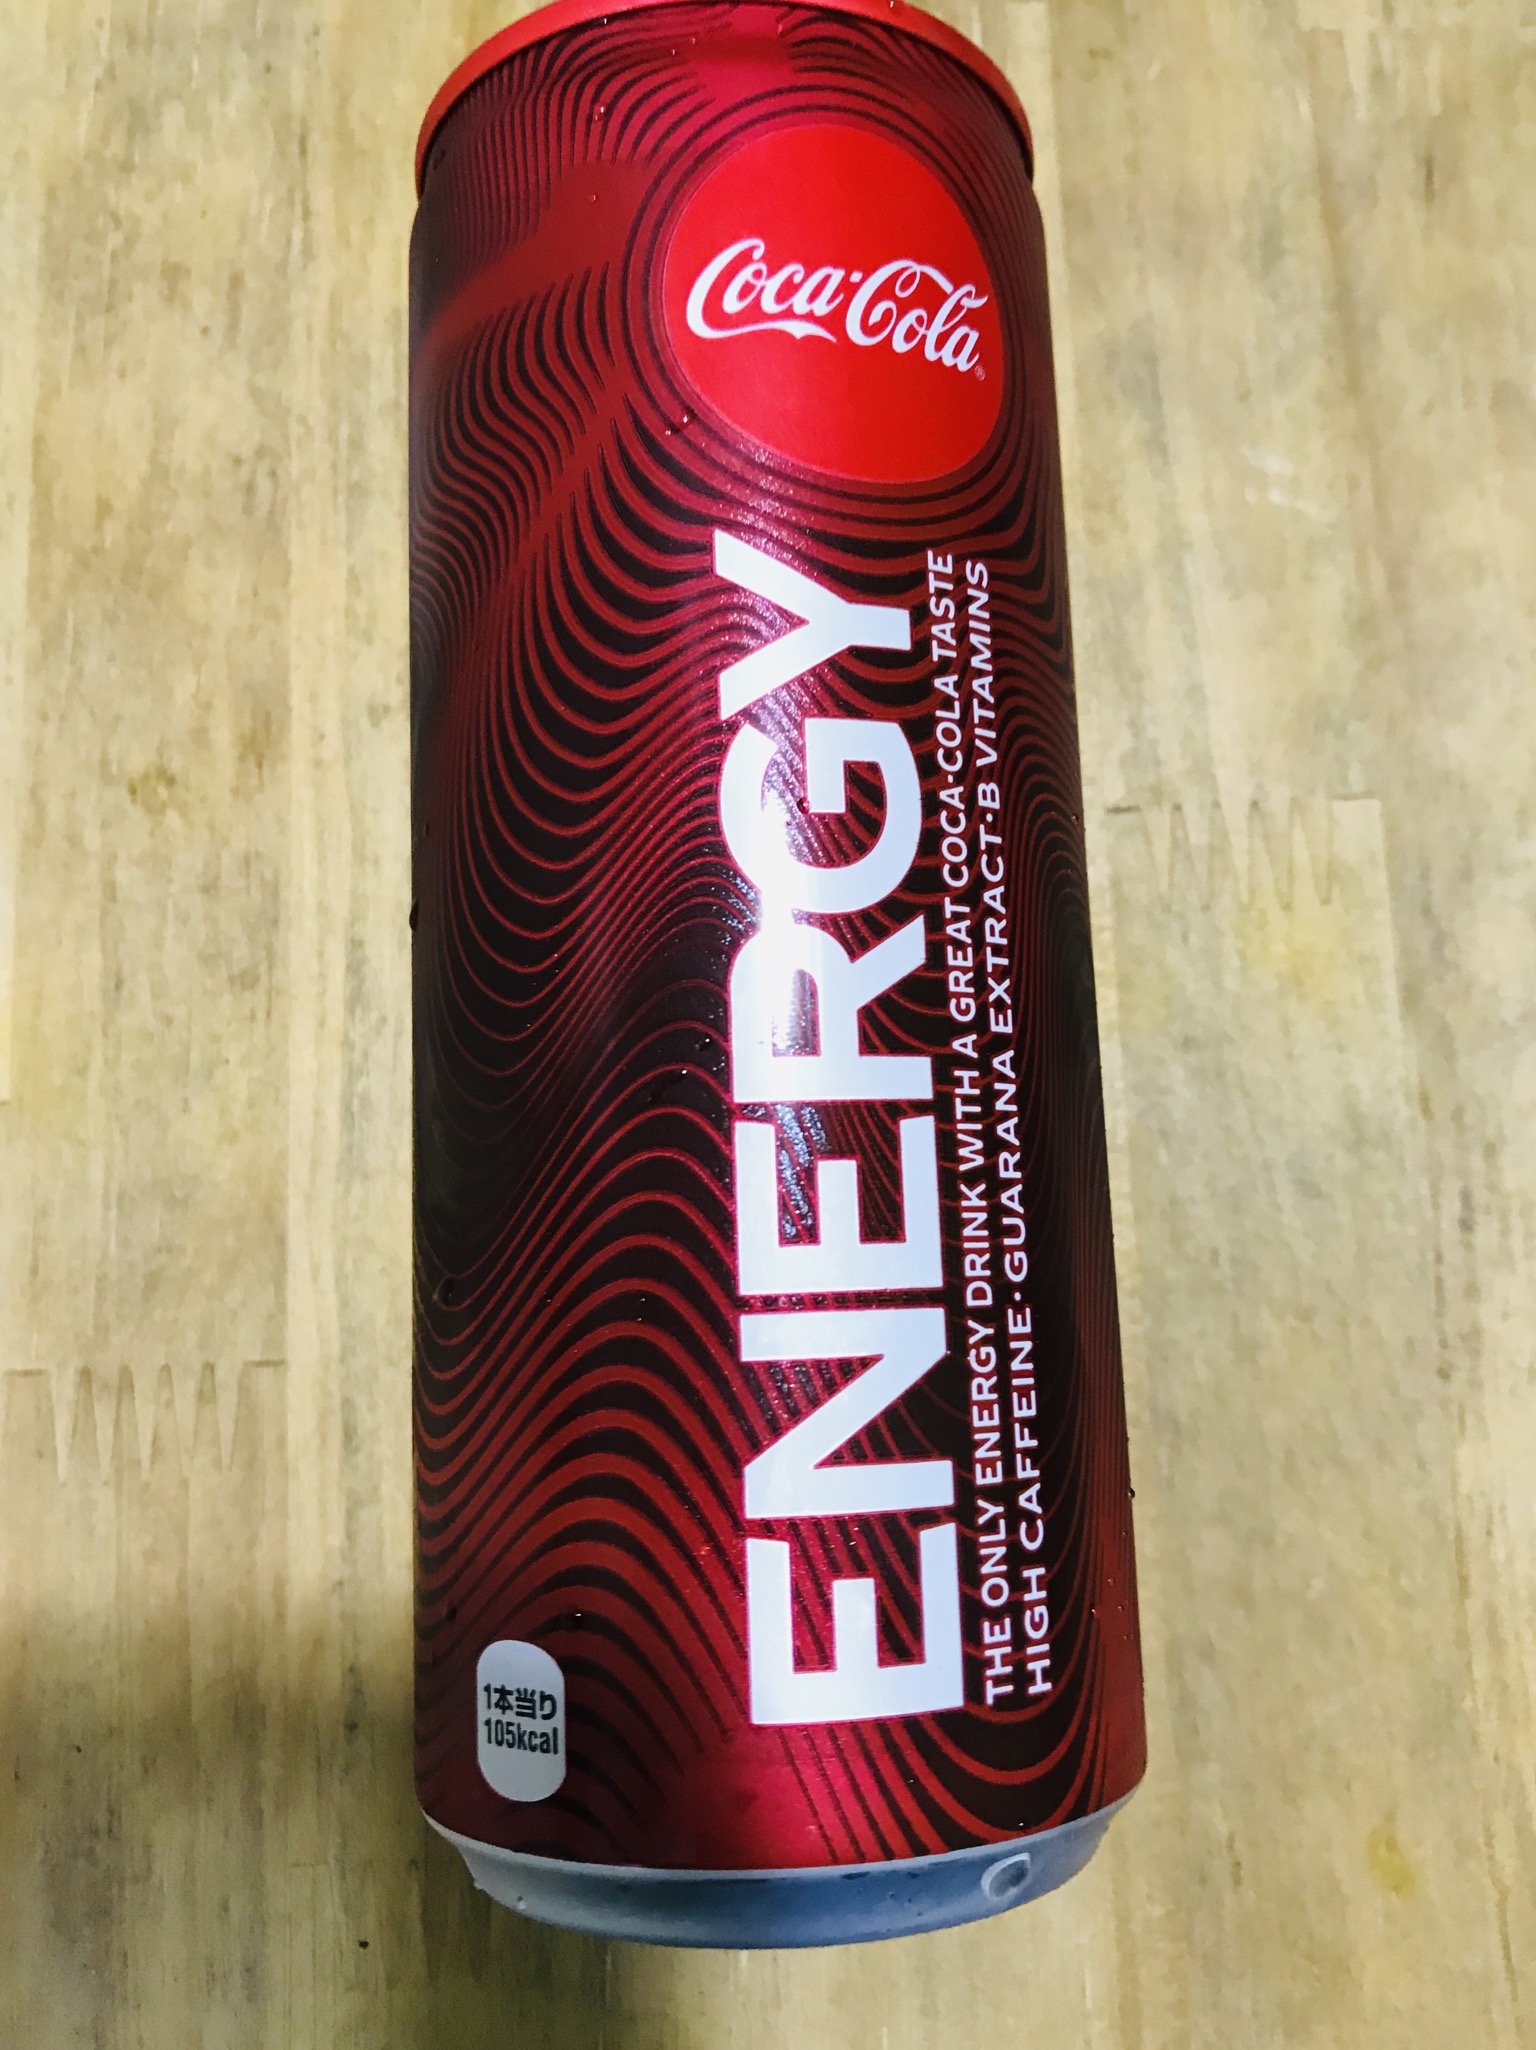 Coca-Cola
ENERGY
THE ONLY ENERGY DRINK WITH A GREAT COCA-COLA TASTE
HIGH CAFFEINE·GUARANA EXTRACT·B VITAMINS
1本当り
105kcal